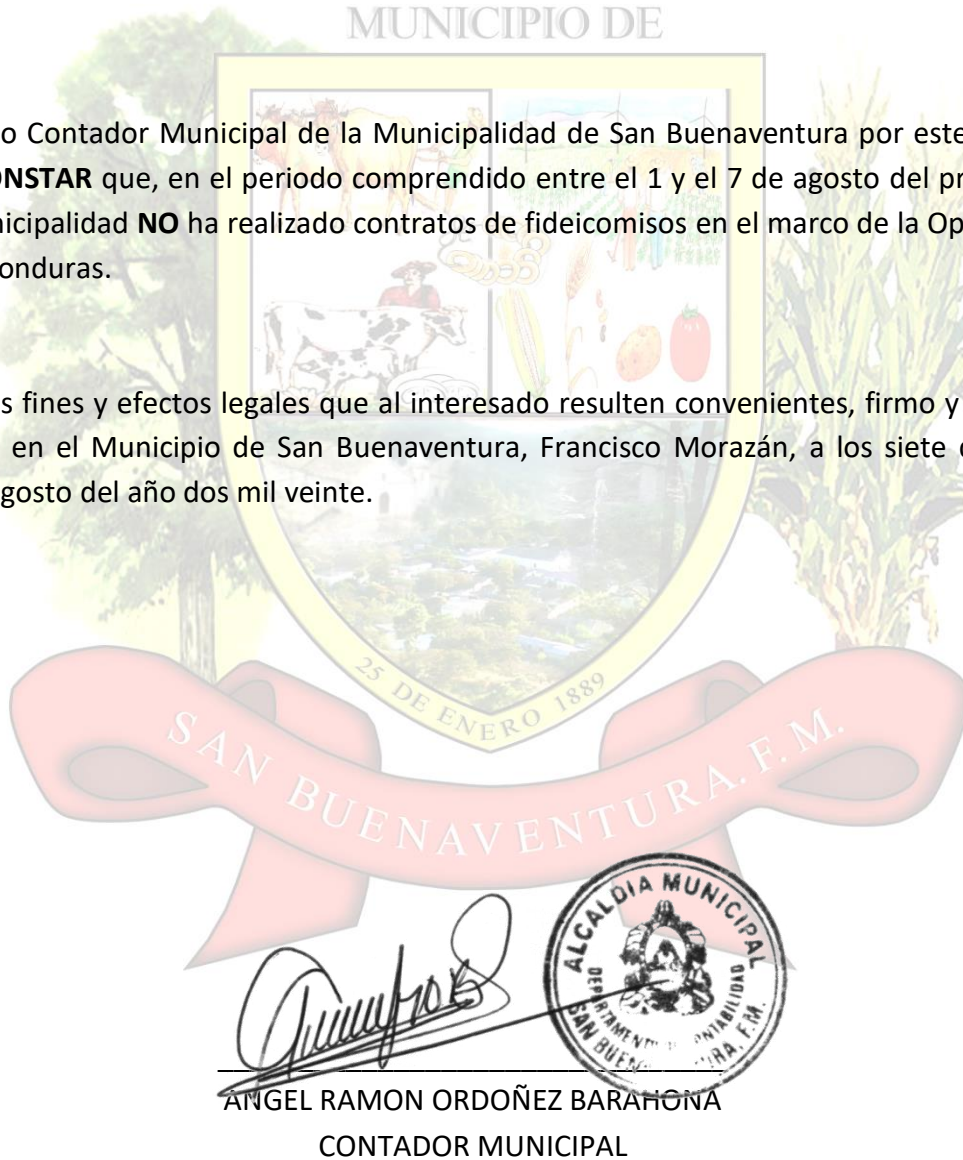 MUNICIPIO DE
o Contador Municipal de la Municipalidad de San Buenaventura por este
ONSTAR que, en el periodo comprendido entre el 1 y el 7 de agosto del pr
nicipalidad NO ha realizado contratos de fideicomisos en el marco de la Op
onduras.
s fines y efectos legales que al interesado resulten convenientes, firmo y
en el Municipio de San Buenaventura, Francisco Morazán, a los siete
gosto del año dos mil veinte.
25 DE ENERO 1889
SAN BUENAVENTURA. F. M.
ALCALDIA MUNICIPAL
SAN F.M.
ANGEL RAMON ORDOÑEZ BARAHONA
CONTADOR MUNICIPAL